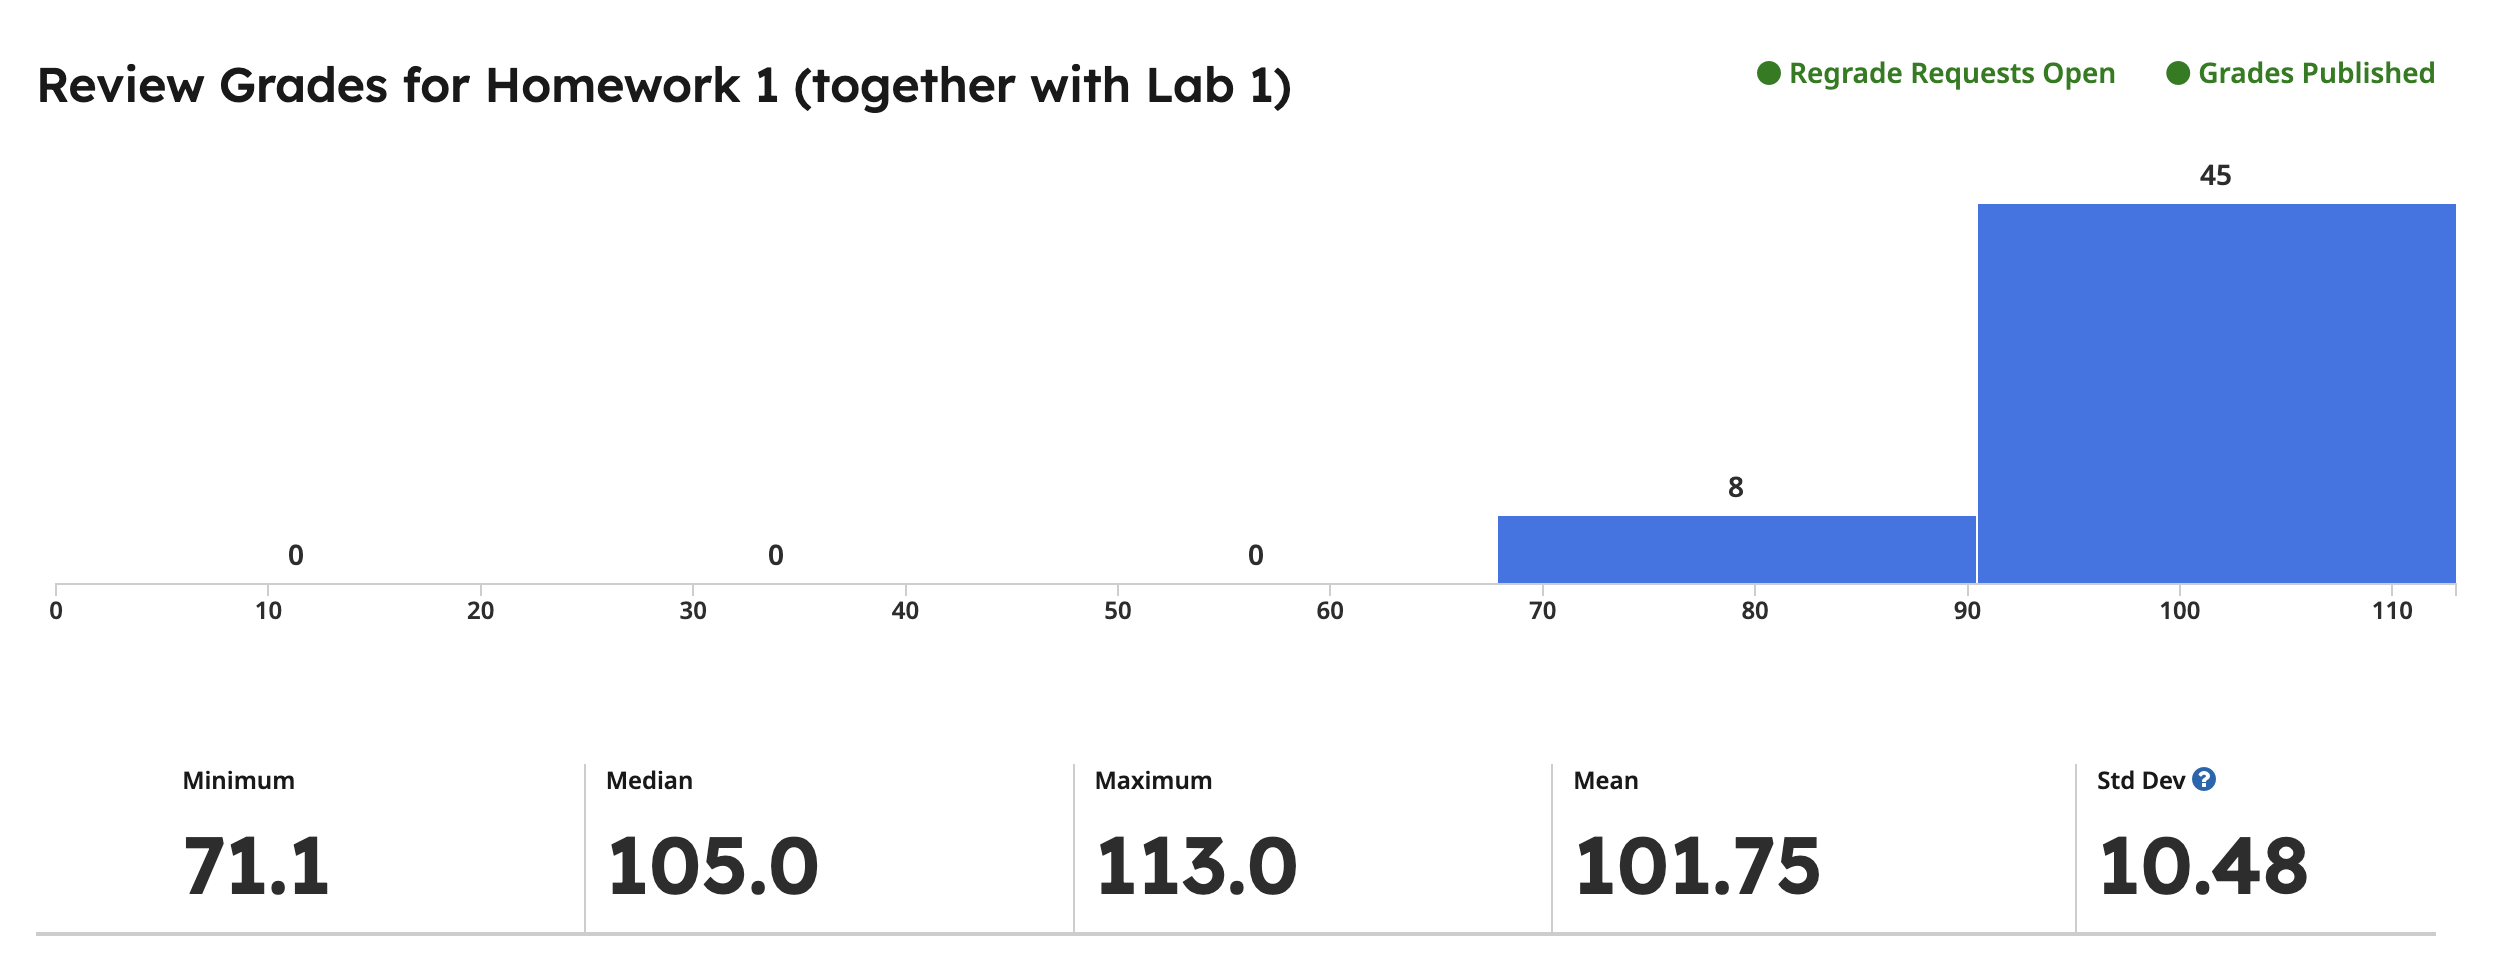 Review Grades for Homework 1 (together with Lab 1)
Regrade Requests Open
Grades Published
45
8
0 0 0
0 10 20 30 40 50 60 70 80 90 100 110
Minimum Median Maximum Mean Std Dev ?
71.1 105.0 113.0 101.75 10.48